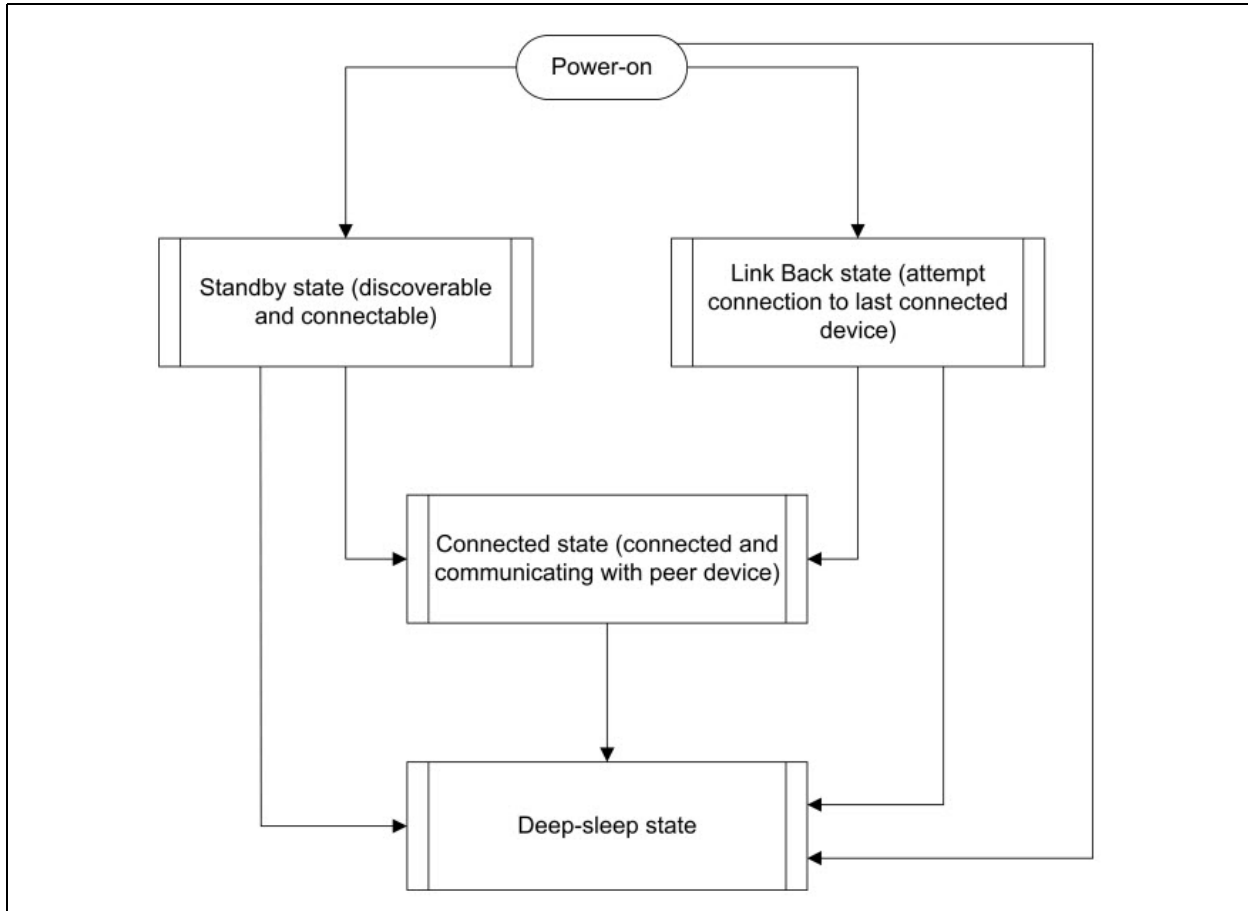 Power-on
Standby state (discoverable
and connectable)
Link Back state (attempt
connection to last connected
device)
Connected state (connected and
communicating with peer device)
Deep-sleep state